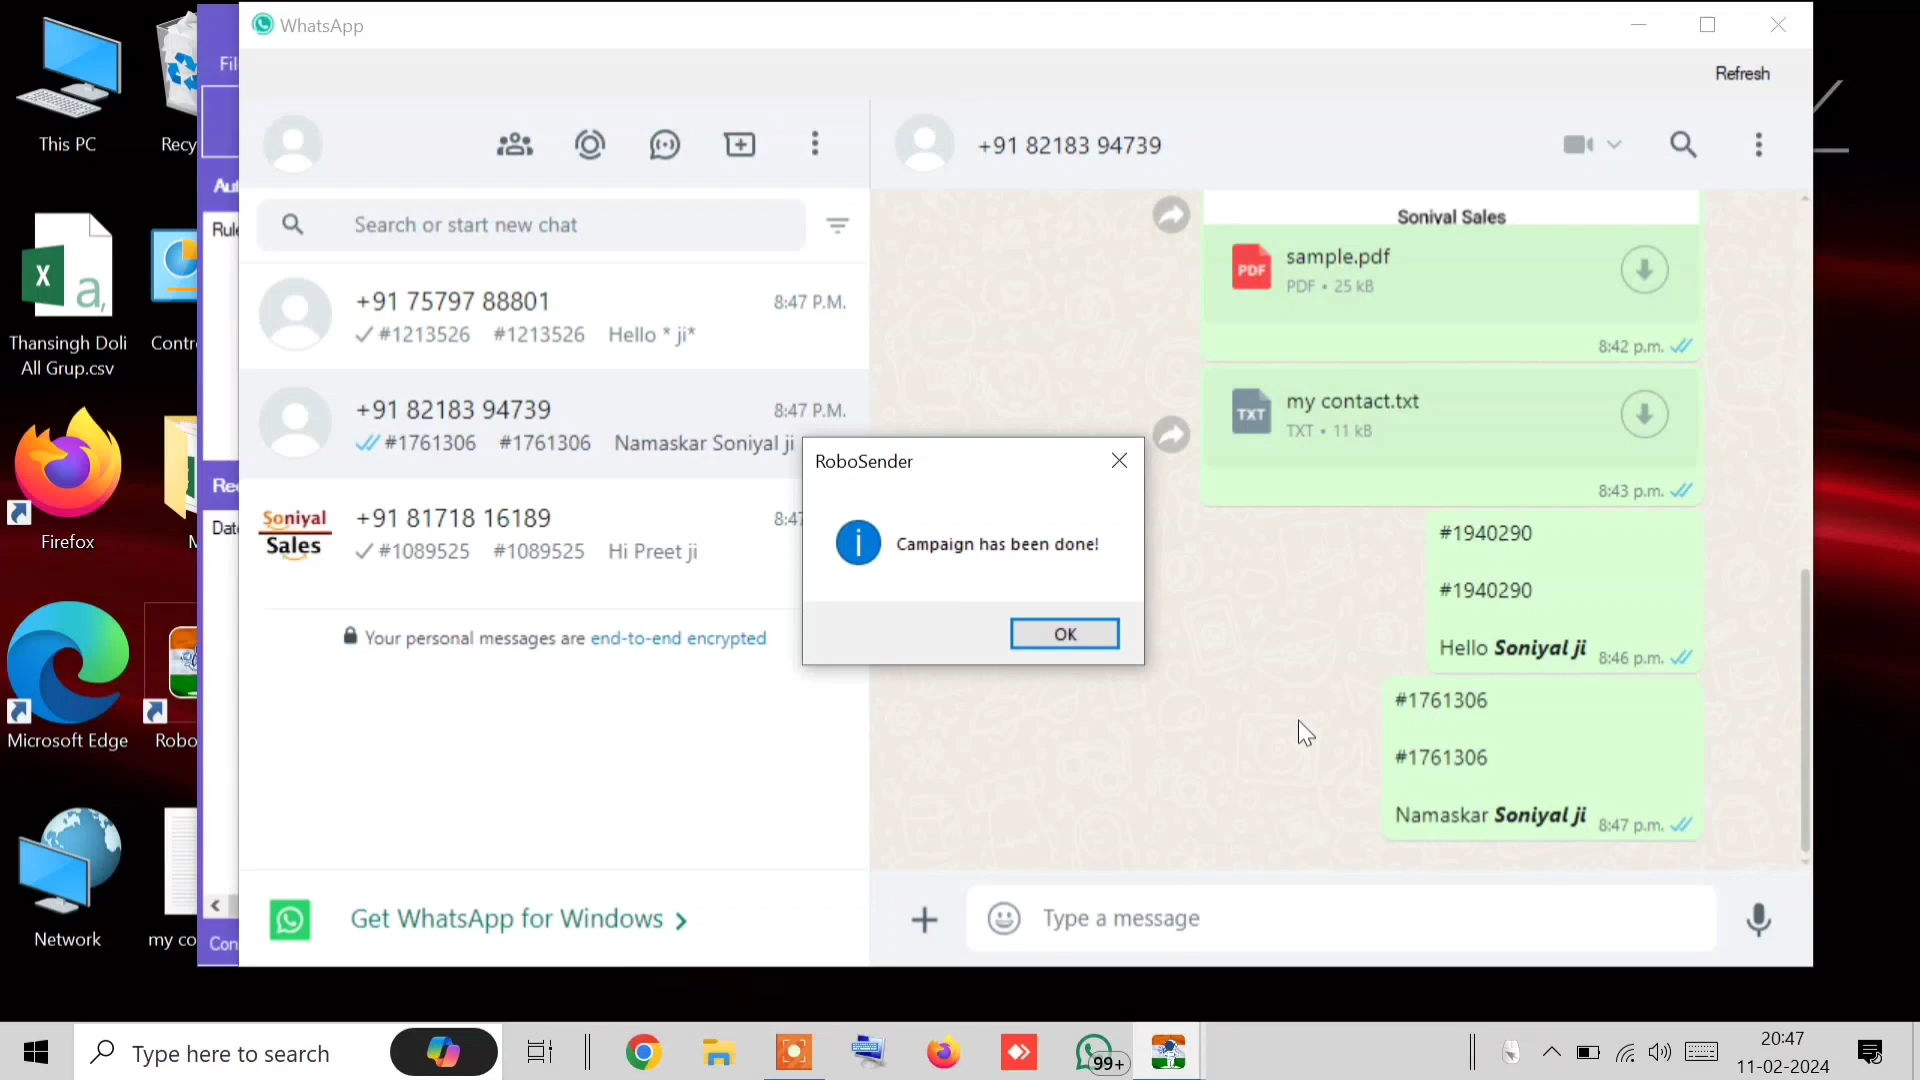 This PC
Recy
Thansingh Doli
All Grup.csv
Contr
Firefox
Microsoft Edge
Robo
Network
my co
Fil
Rule
Dat
Con
WhatsApp
Refresh
Search or start new chat
+91 75797 88801
8:47 P.M.
#1213526 #1213526 Hello * ji*
+91 82183 94739
8:47 P.M.
#1761306 #1761306 Namaskar Soniyal ji
Soniyal
Sales
+91 81718 16189
8:47
#1089525 #1089525 Hi Preet ji
Your personal messages are end-to-end encrypted
Get WhatsApp for Windows
+91 82183 94739
Soniyal Sales
PDF
sample.pdf
PDF • 25 kB
8:42 p.m.
TXT
my contact.txt
TXT • 11 kB
8:43 p.m.
#1940290
#1940290
Hello Soniyal ji
8:46 p.m.
#1761306
#1761306
Namaskar Soniyal ji
8:47 p.m.
Type a message
RoboSender
Campaign has been done!
OK
Type here to search
99+
20:47
11-02-2024